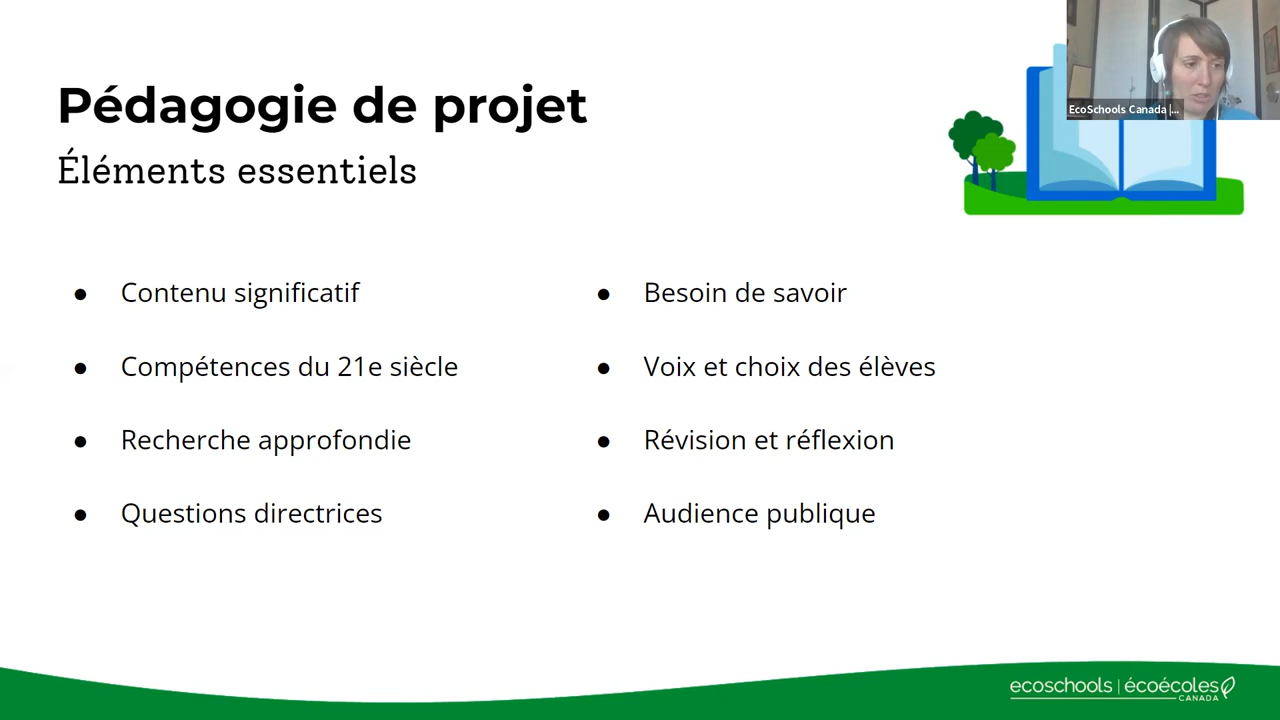 Pédagogie de projet
Éléments essentiels
EcoSchools Canada |...
● Contenu significatif
● Compétences du 21e siècle
● Recherche approfondie
● Questions directrices
● Besoin de savoir
● Voix et choix des élèves
● Révision et réflexion
● Audience publique
ecoschools | écoécoles
CANADA